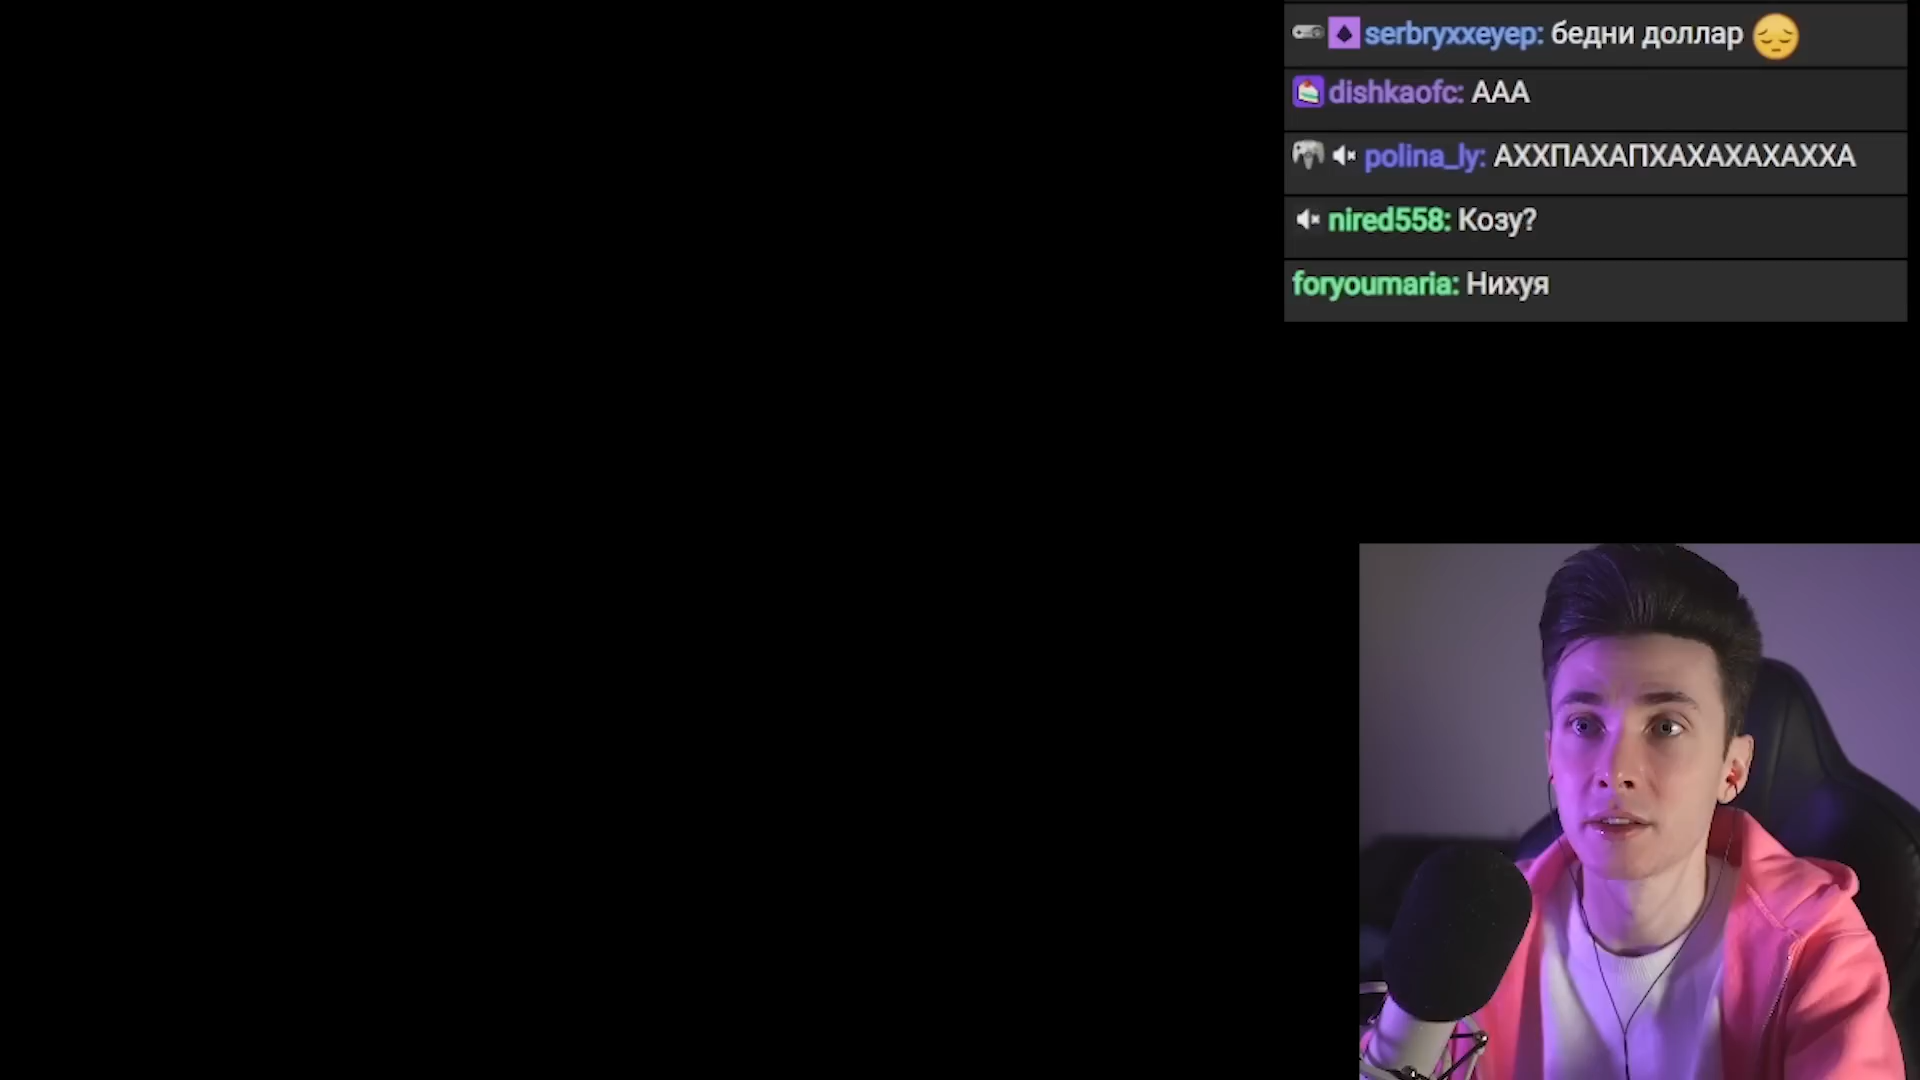 serbryxxeyep: бедни доллар
dishkaofc: ААА
polina_ly: АХХПАХАПХАХАХАХАХХА
nired558: Козу?
foryoumaria: Нихуя